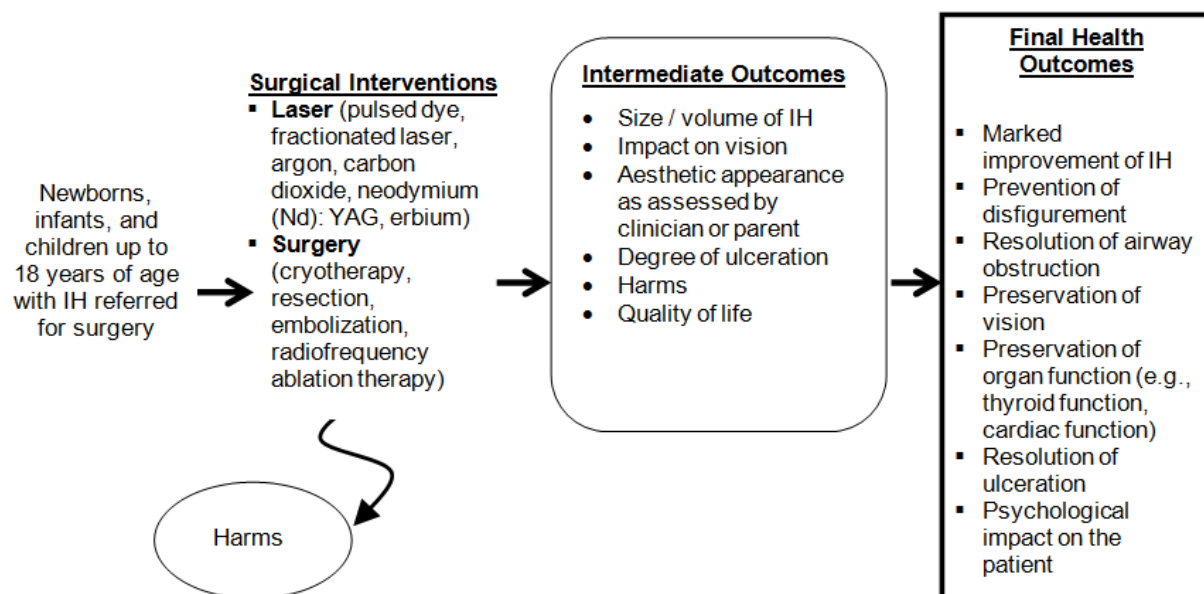 Newborns,
infants, and
children up to
18 years of age
with IH referred
for surgery
Surgical Interventions
▪ Laser (pulsed dye,
fractionated laser,
argon, carbon
dioxide, neodymium
(Nd): YAG, erbium)
▪ Surgery
(cryotherapy,
resection,
embolization,
radiofrequency
ablation therapy)
Harms
Intermediate Outcomes
• Size / volume of IH
• Impact on vision
• Aesthetic appearance
as assessed by
clinician or parent
• Degree of ulceration
• Harms
• Quality of life
Final Health
Outcomes
▪ Marked
improvement of IH
▪ Prevention of
disfigurement
▪ Resolution of airway
obstruction
▪ Preservation of
vision
▪ Preservation of
organ function (e.g.,
thyroid function,
cardiac function)
▪ Resolution of
ulceration
▪ Psychological
impact on the
patient